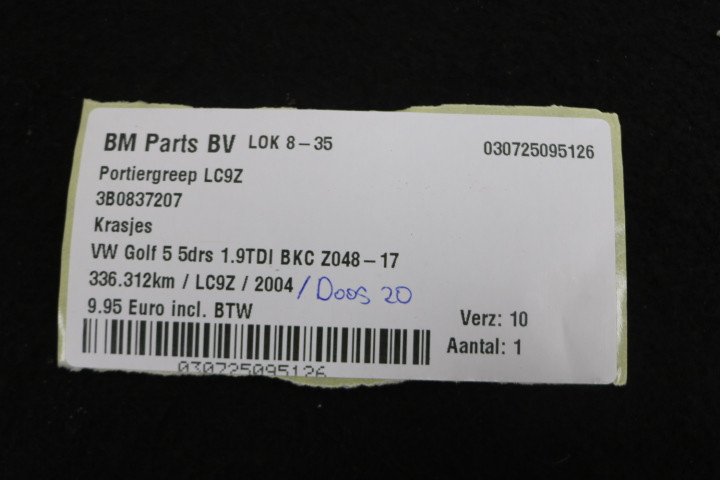 BM Parts BV LOK 8-35 030725095126
Portiergreep LC9Z
3B0837207
Krasjes
VW Golf 5 5drs 1.9TDI BKC Z048-17
336.312km / LC9Z / 2004 / Doos 20
9.95 Euro incl. BTW Verz: 10
Aantal: 1
030725095126